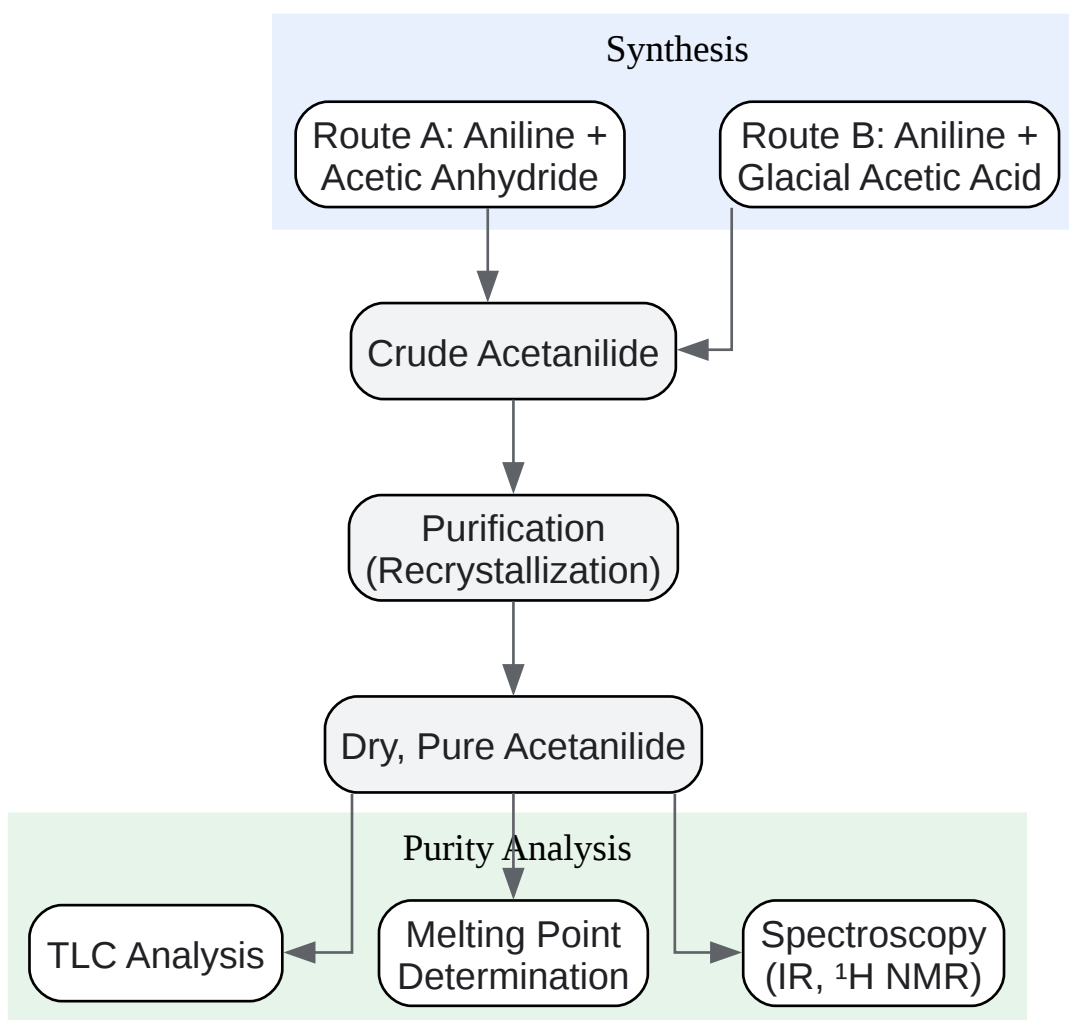 Synthesis
Route A: Aniline +
Acetic Anhydride
Route B: Aniline +
Glacial Acetic Acid
Crude Acetanilide
Purification
(Recrystallization)
Dry, Pure Acetanilide
Purity Analysis
TLC Analysis
Melting Point
Determination
Spectroscopy
(IR, ¹H NMR)